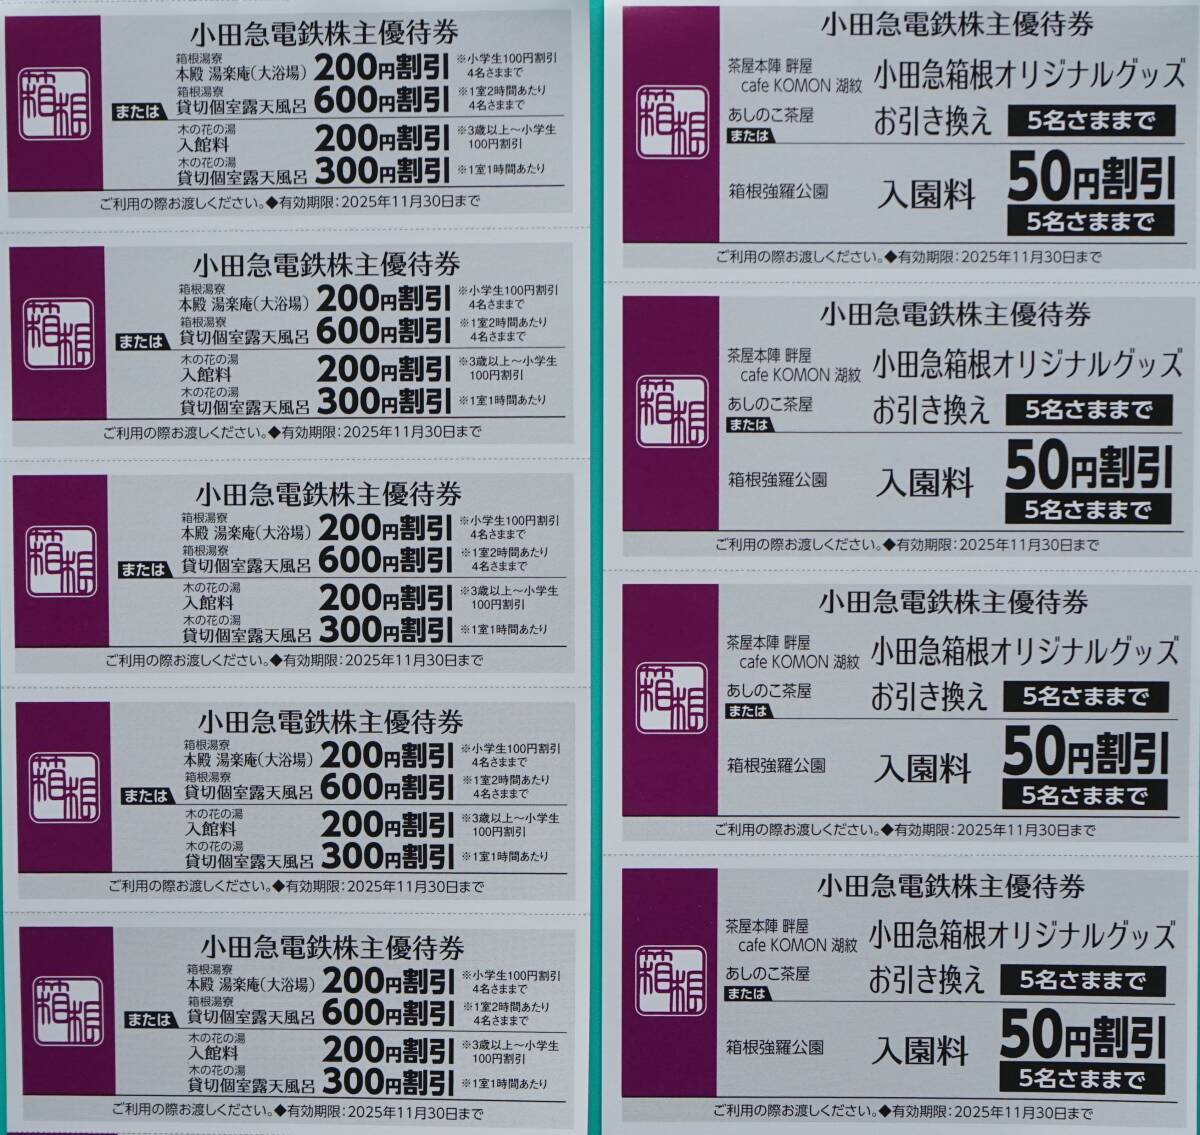 小田急電鉄株主優待券
箱根湯寮
本殿 湯楽庵(大浴場) 200円割引 ※小学生100円割引 4名さまで
箱根湯寮
または 貸切個室露天風呂 600円割引 ※1室2時間あたり 4名さまで
木の花の湯
入館料 200円割引 ※3歳以上〜小学生 100円割引
木の花の湯
貸切個室露天風呂 300円割引 ※1室1時間あたり
ご利用の際お渡しください。◆有効期限:2025年11月30日まで
箱根
小田急電鉄株主優待券
箱根湯寮
本殿 湯楽庵(大浴場) 200円割引 ※小学生100円割引 4名さまで
箱根湯寮
または 貸切個室露天風呂 600円割引 ※1室2時間あたり 4名さまで
木の花の湯
入館料 200円割引 ※3歳以上〜小学生 100円割引
木の花の湯
貸切個室露天風呂 300円割引 ※1室1時間あたり
ご利用の際お渡しください。◆有効期限:2025年11月30日まで
箱根
小田急電鉄株主優待券
箱根湯寮
本殿 湯楽庵(大浴場) 200円割引 ※小学生100円割引 4名さまで
箱根湯寮
または 貸切個室露天風呂 600円割引 ※1室2時間あたり 4名さまで
木の花の湯
入館料 200円割引 ※3歳以上〜小学生 100円割引
木の花の湯
貸切個室露天風呂 300円割引 ※1室1時間あたり
ご利用の際お渡しください。◆有効期限:2025年11月30日まで
箱根
小田急電鉄株主優待券
箱根湯寮
本殿 湯楽庵(大浴場) 200円割引 ※小学生100円割引 4名さまで
箱根湯寮
または 貸切個室露天風呂 600円割引 ※1室2時間あたり 4名さまで
木の花の湯
入館料 200円割引 ※3歳以上〜小学生 100円割引
木の花の湯
貸切個室露天風呂 300円割引 ※1室1時間あたり
ご利用の際お渡しください。◆有効期限:2025年11月30日まで
箱根
小田急電鉄株主優待券
箱根湯寮
本殿 湯楽庵(大浴場) 200円割引 ※小学生100円割引 4名さまで
箱根湯寮
または 貸切個室露天風呂 600円割引 ※1室2時間あたり 4名さまで
木の花の湯
入館料 200円割引 ※3歳以上〜小学生 100円割引
木の花の湯
貸切個室露天風呂 300円割引 ※1室1時間あたり
ご利用の際お渡しください。◆有効期限:2025年11月30日まで
箱根
小田急電鉄株主優待券
茶屋本陣 畔屋
cafe KOMON 湖紋 小田急箱根オリジナルグッズ
あしのこ茶屋 お引き換え 5名さままで
または
箱根強羅公園 入園料 50円割引
5名さままで
ご利用の際お渡しください。◆有効期限:2025年11月30日まで
箱根
小田急電鉄株主優待券
茶屋本陣 畔屋
cafe KOMON 湖紋 小田急箱根オリジナルグッズ
あしのこ茶屋 お引き換え 5名さままで
または
箱根強羅公園 入園料 50円割引
5名さままで
ご利用の際お渡しください。◆有効期限:2025年11月30日まで
箱根
小田急電鉄株主優待券
茶屋本陣 畔屋
cafe KOMON 湖紋 小田急箱根オリジナルグッズ
あしのこ茶屋 お引き換え 5名さままで
または
箱根強羅公園 入園料 50円割引
5名さままで
ご利用の際お渡しください。◆有効期限:2025年11月30日まで
箱根
小田急電鉄株主優待券
茶屋本陣 畔屋
cafe KOMON 湖紋 小田急箱根オリジナルグッズ
あしのこ茶屋 お引き換え 5名さままで
または
箱根強羅公園 入園料 50円割引
5名さままで
ご利用の際お渡しください。◆有効期限:2025年11月30日まで
箱根